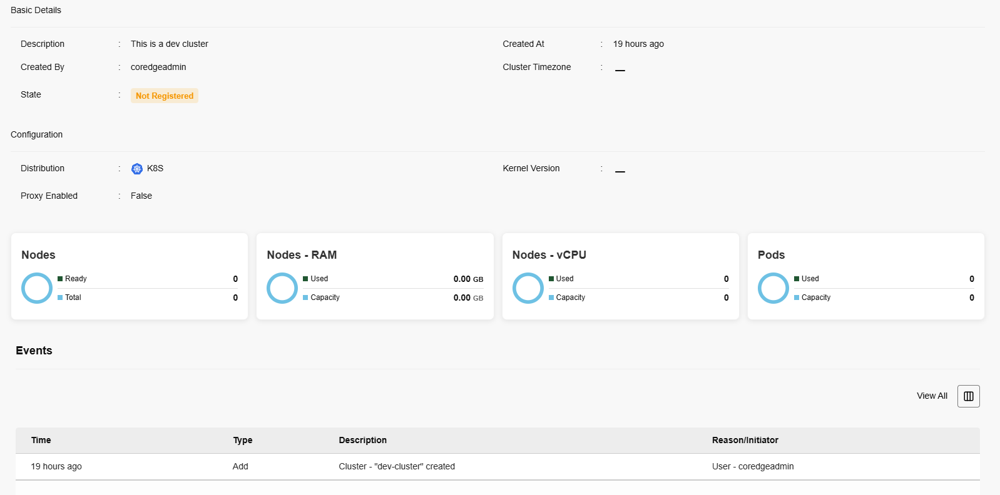 Basic Details
Description : This is a dev cluster Created At : 19 hours ago
Created By : coredgeadmin Cluster Timezone : —
State : Not Registered
Configuration
Distribution : K8S Kernel Version : —
Proxy Enabled : False
Nodes
Ready 0
Total 0
Nodes - RAM
Used 0.00 GB
Capacity 0.00 GB
Nodes - vCPU
Used 0
Capacity 0
Pods
Used 0
Capacity 0
Events
View All
Time Type Description Reason/Initiator
19 hours ago Add Cluster - "dev-cluster" created User - coredgeadmin